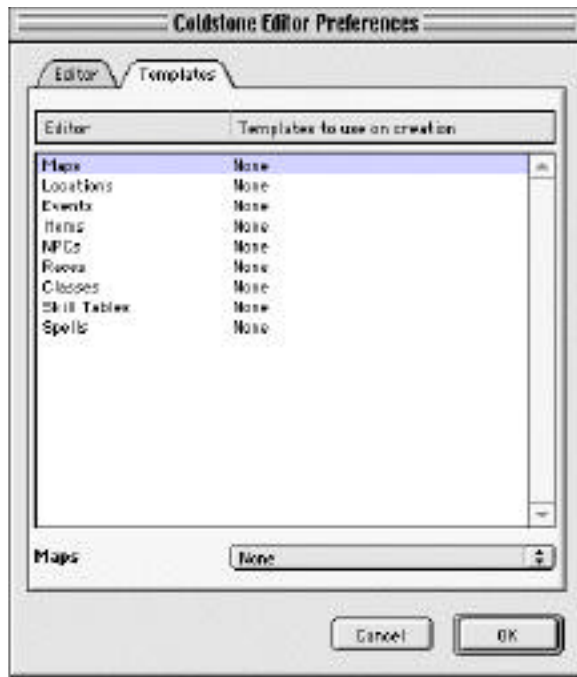 Coldstone Editor Preferences
Editor Templates
Editor Templates to use on creation
Maps None
Locations None
Events None
Items None
NPCs None
Races None
Classes None
Skill Tables None
Spells None
Maps None
Cancel OK